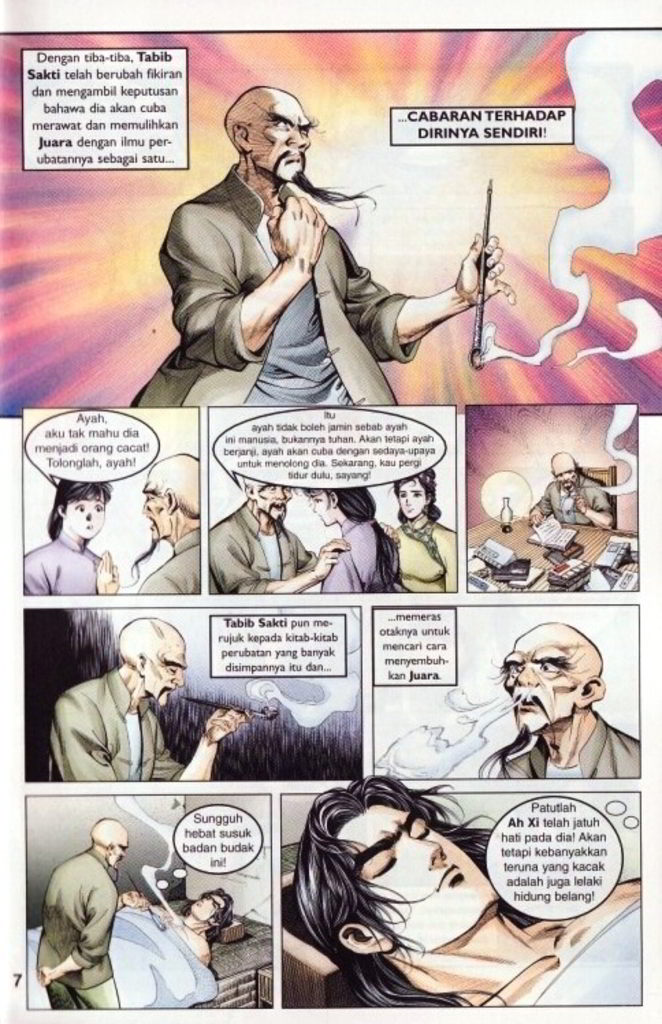 Dengan tiba-tiba, Tabib
Sakti telah berubah fikiran
dan mengambil keputusan
bahawa dia akan cuba
merawat dan memulihkan
Juara dengan ilmu per-
ubatannya sebagai satu...
...CABARAN TERHADAP
DIRINYA SENDIRI!
Ayah,
aku tak mahu dia
menjadi orang cacat!
Tolonglah, ayah!
Itu
ayah tidak boleh jamin sebab ayah
ini manusia, bukannya tuhan. Akan tetapi ayah
berjanji, ayah akan cuba dengan sedaya-upaya
untuk menolong dia. Sekarang, kau pergi
tidur dulu, sayang!
Tabib Sakti pun me-
rujuk kepada kitab-kitab
perubatan yang banyak
disimpannya itu dan...
...memeras
otaknya untuk
mencari cara
menyembuh-
kan Juara.
Sungguh
hebat susuk
badan budak
ini!
Patutlah
Ah Xi telah jatuh
hati pada dia! Akan
tetapi kebanyakkan
teruna yang kacak
adalah juga lelaki
hidung belang!
7